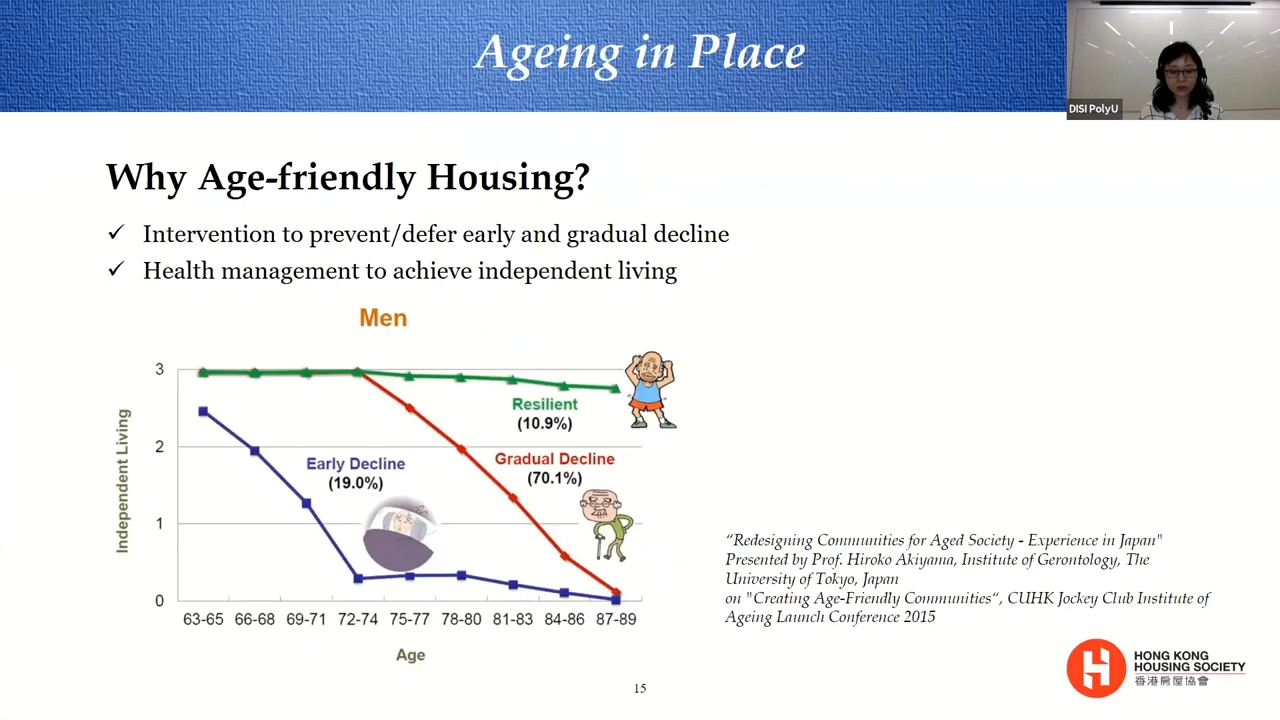 Ageing in Place
DISI PolyU
Why Age-friendly Housing?
✓ Intervention to prevent/defer early and gradual decline
✓ Health management to achieve independent living
Men
3
2
1
0
Independent Living
Resilient
(10.9%)
Early Decline
(19.0%)
Gradual Decline
(70.1%)
63-65 66-68 69-71 72-74 75-77 78-80 81-83 84-86 87-89
Age
“Redesigning Communities for Aged Society - Experience in Japan"
Presented by Prof. Hiroko Akiyama, Institute of Gerontology, The
University of Tokyo, Japan
on "Creating Age-Friendly Communities“, CUHK Jockey Club Institute of
Ageing Launch Conference 2015
HONG KONG
HOUSING SOCIETY
香港房屋協會
15